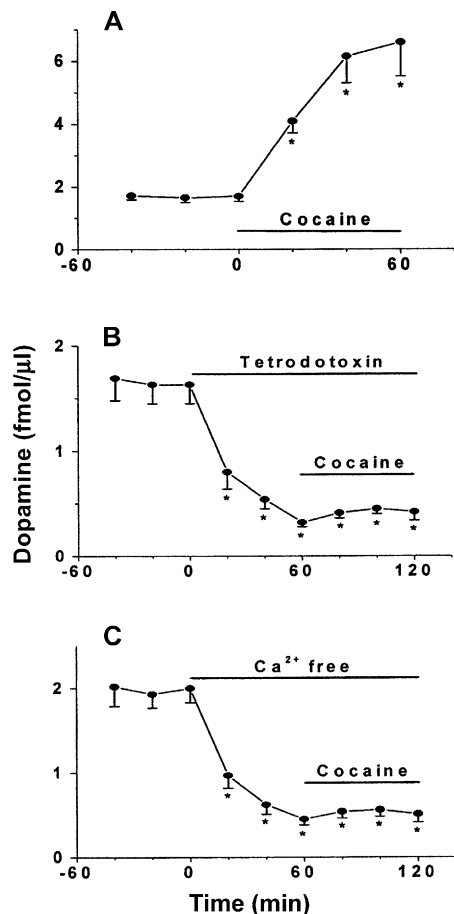 A
6
4
2
0
Cocaine
-60 0 60
B
2
Tetrodotoxin
1
Cocaine
0
-60 0 60 120
Dopamine (fmol/µl)
C
Ca²⁺ free
2
1
Cocaine
0
-60 0 60 120
Time (min)
* * *
* * * * * *
* * * * * *